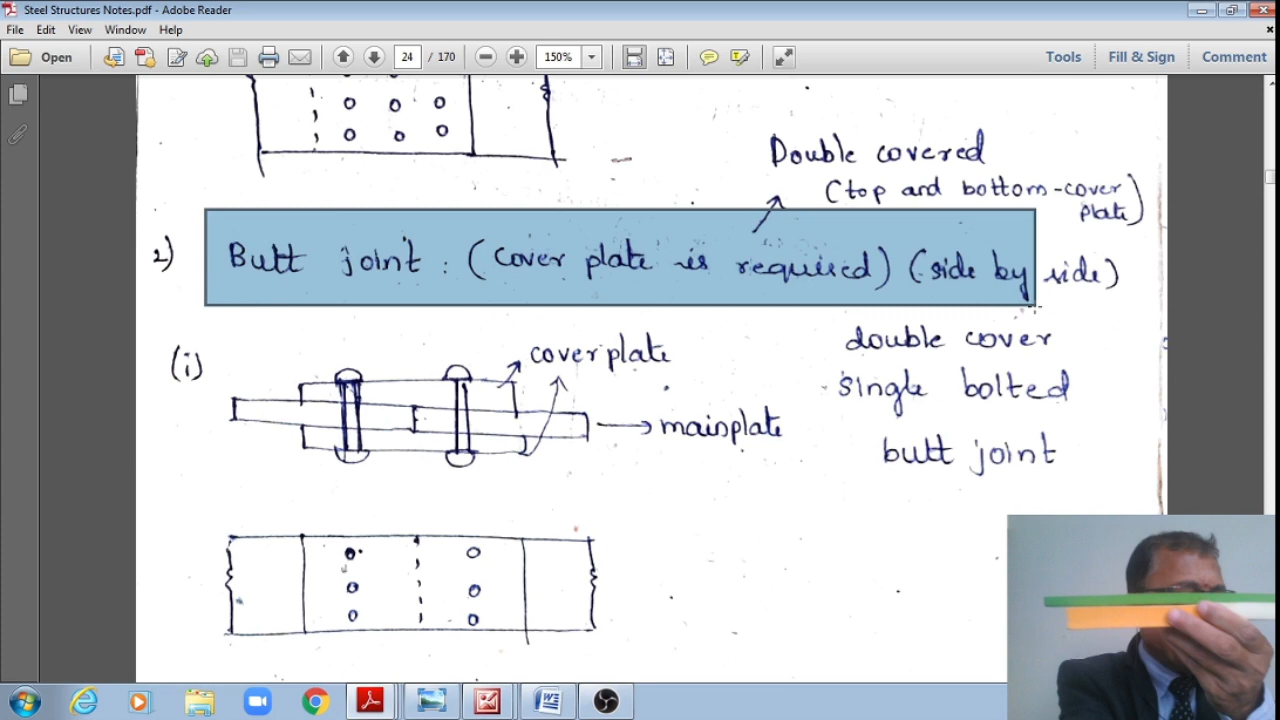 Steel Structures Notes.pdf - Adobe Reader
File Edit View Window Help
Open 24 / 170 150% Tools Fill & Sign Comment
Double covered
(top and bottom-cover
plate)
2) Butt joint : (cover plate is required) (side by side)
(i) cover plate
mainplate
double cover
single bolted
butt joint